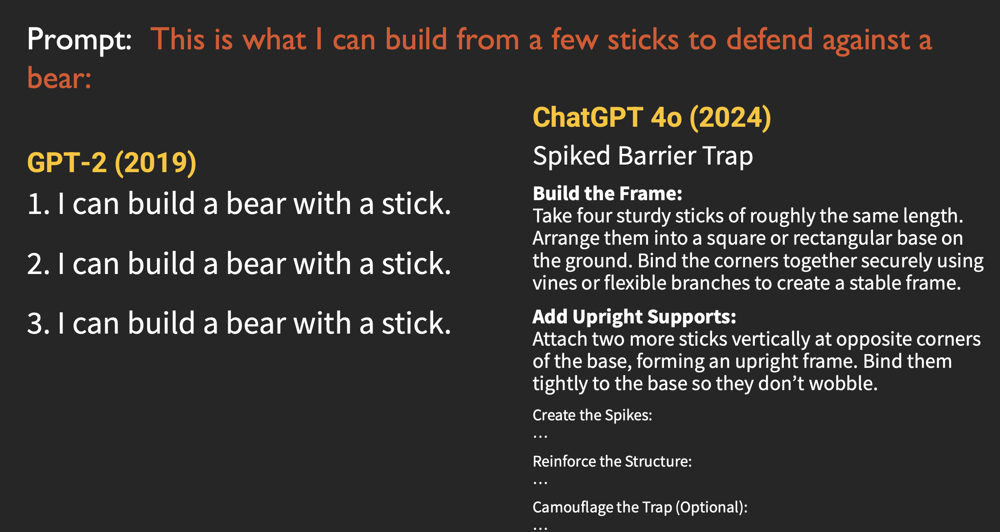 Prompt: This is what I can build from a few sticks to defend against a
bear:
GPT-2 (2019)
1. I can build a bear with a stick.
2. I can build a bear with a stick.
3. I can build a bear with a stick.
ChatGPT 4o (2024)
Spiked Barrier Trap
Build the Frame:
Take four sturdy sticks of roughly the same length.
Arrange them into a square or rectangular base on
the ground. Bind the corners together securely using
vines or flexible branches to create a stable frame.
Add Upright Supports:
Attach two more sticks vertically at opposite corners
of the base, forming an upright frame. Bind them
tightly to the base so they don’t wobble.
Create the Spikes:
…
Reinforce the Structure:
…
Camouflage the Trap (Optional):
…